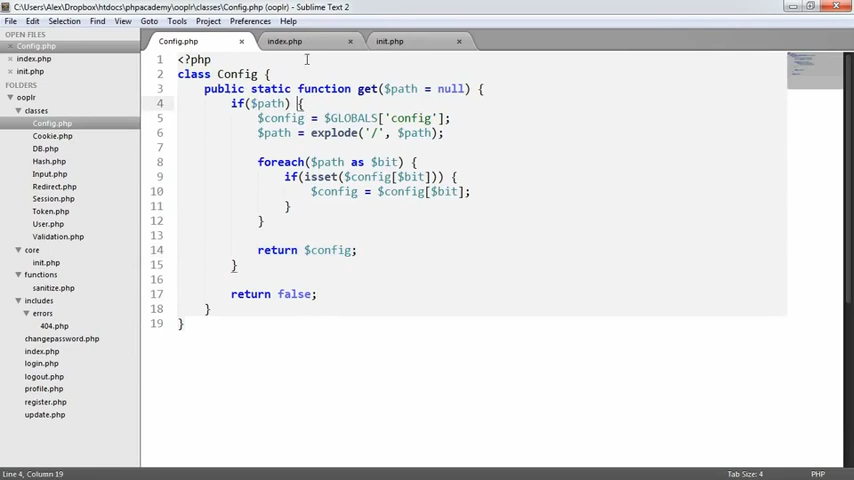 C:\Users\Alex\Dropbox\htdocs\phpacademy\ooplr\classes\Config.php (ooplr) - Sublime Text 2
File Edit Selection Find View Goto Tools Project Preferences Help
OPEN FILES
Config.php
index.php
init.php
FOLDERS
ooplr
classes
Config.php
Cookie.php
DB.php
Hash.php
Input.php
Redirect.php
Session.php
Token.php
User.php
Validation.php
core
init.php
functions
sanitize.php
includes
errors
404.php
changepassword.php
index.php
login.php
logout.php
profile.php
register.php
update.php
Config.php index.php init.php
1 <?php
2 class Config {
3 public static function get($path = null) {
4 if($path) {
5 $config = $GLOBALS['config'];
6 $path = explode('/', $path);
7
8 foreach($path as $bit) {
9 if(isset($config[$bit])) {
10 $config = $config[$bit];
11 }
12 }
13
14 return $config;
15 }
16
17 return false;
18 }
19 }
Line 4, Column 19 Tab Size: 4 PHP